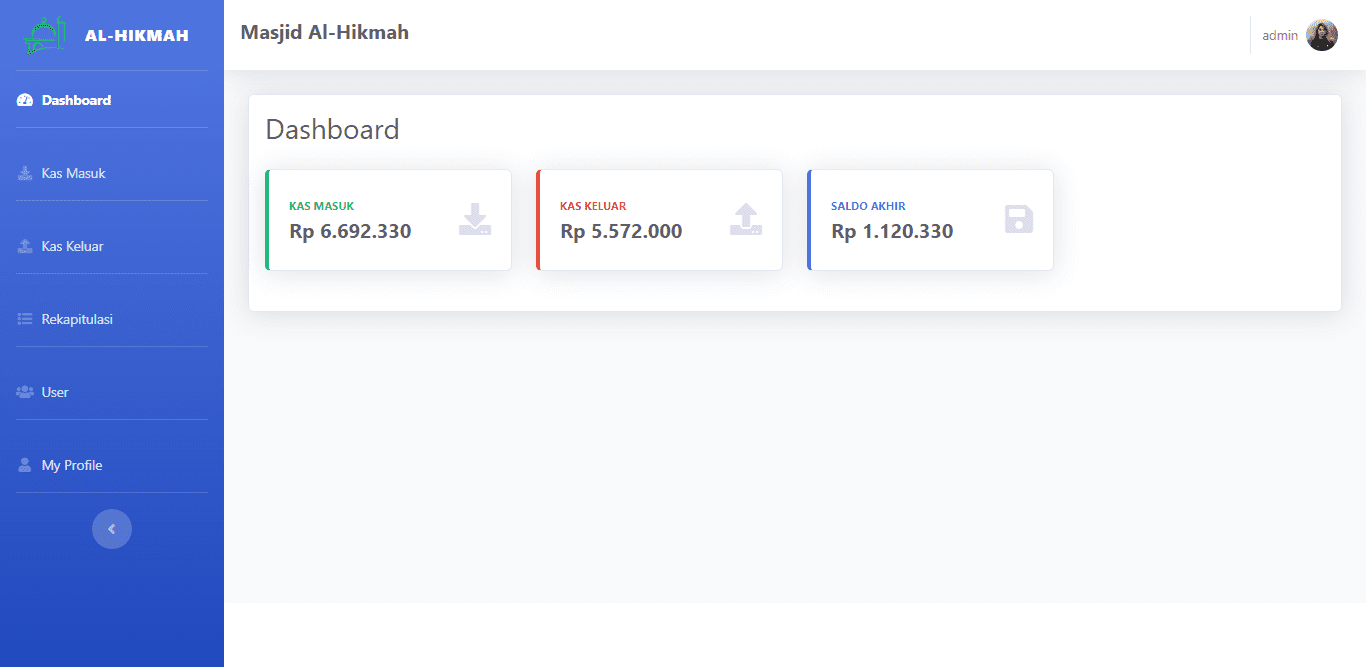 AL-HIKMAH
Masjid Al-Hikmah
admin
Dashboard
Kas Masuk
Kas Keluar
Rekapitulasi
User
My Profile
Dashboard
KAS MASUK
Rp 6.692.330
KAS KELUAR
Rp 5.572.000
SALDO AKHIR
Rp 1.120.330